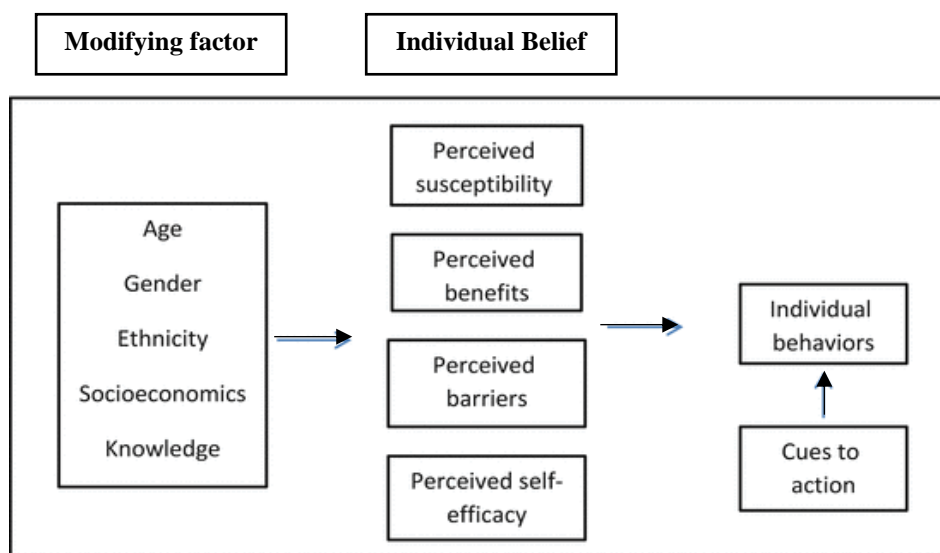 Modifying factor
Individual Belief
Age
Gender
Ethnicity
Socioeconomics
Knowledge
Perceived
susceptibility
Perceived
benefits
Perceived
barriers
Perceived self-
efficacy
Individual
behaviors
Cues to
action